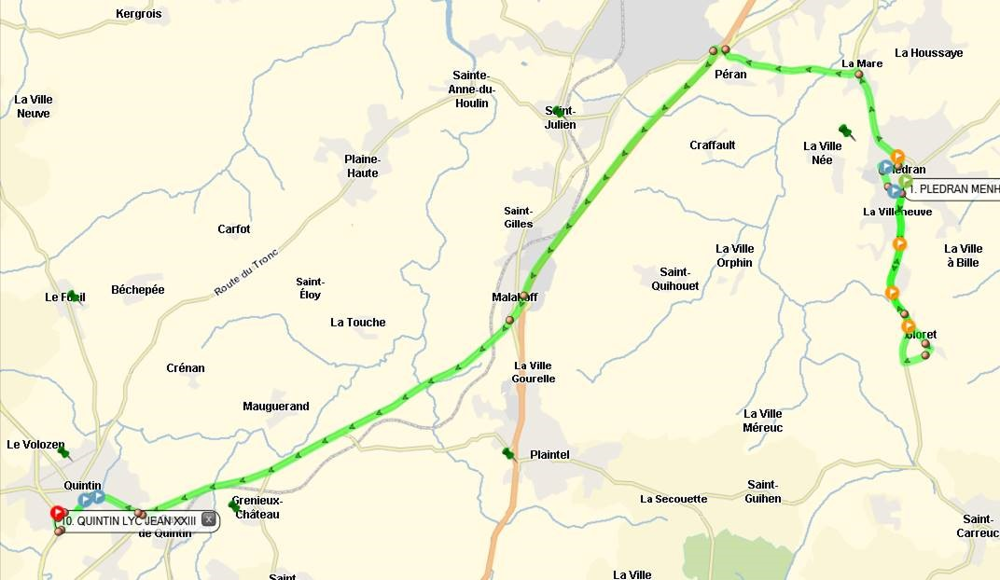 Kergrois
La Houssaye
La Mare
Péran
Sainte-
Anne-du-
Houlin
La Ville
Neuve
Saint-
Julien
Craffault
La Ville
Née
Plaine-
Haute
1. PLEDRAN MENH
La Villeneuve
Saint-
Gilles
Carfot
La Ville
Orphin
La Ville
à Bille
Route du Tronc
Saint-
Quihouet
Saint-
Éloy
Béchepée
Malakoff
La Touche
Crénan
La Ville
Gourelle
Mauguerand
La Ville
Méreuc
Le Volozen
Plaintel
Quintin
Saint-
Guihen
La Secouette
Grenieux-
Château
10. QUINTIN LYC JEAN XXIII
de Quintin
Saint-
Carreuc
Saint
La Ville